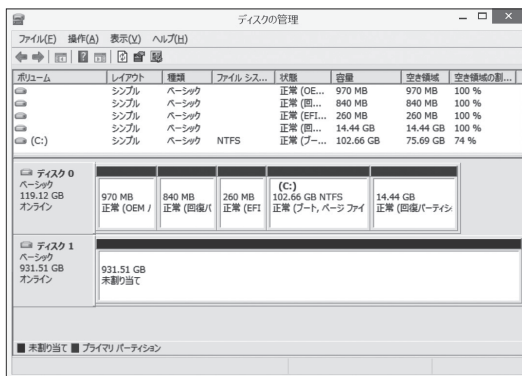 ディスクの管理
ファイル(F) 操作(A) 表示(V) ヘルプ(H)
ボリューム レイアウト 種類 ファイル シス... 状態 容量 空き領域 空き領域の割...
シンプル ベーシック 正常 (OE... 970 MB 970 MB 100 %
シンプル ベーシック 正常 (回... 840 MB 840 MB 100 %
シンプル ベーシック 正常 (EFI... 260 MB 260 MB 100 %
シンプル ベーシック 正常 (回... 14.44 GB 14.44 GB 100 %
(C:) シンプル ベーシック NTFS 正常 (ブー... 102.66 GB 75.69 GB 74 %
ディスク 0
ベーシック
119.12 GB
オンライン
970 MB
正常 (OEM /
840 MB
正常 (回復パ
260 MB
正常 (EFI
(C:)
102.66 GB NTFS
正常 (ブート, ページ ファイ
14.44 GB
正常 (回復パーティシ
ディスク 1
ベーシック
931.51 GB
オンライン
931.51 GB
未割り当て
未割り当て プライマリ パーティション